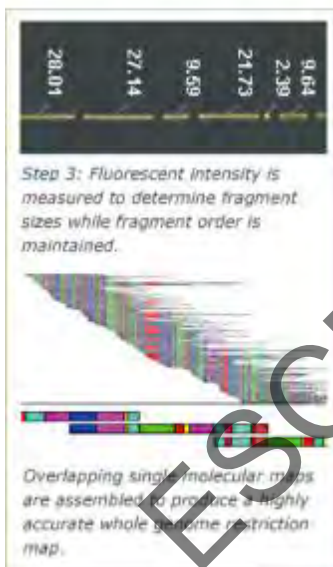 28.01
27.14
9.59
21.73
2.39
9.64
Step 3: Fluorescent intensity is
measured to determine fragment
sizes while fragment order is
maintained.
Overlapping single molecular maps
are assembled to produce a highly
accurate whole genome restriction
map.
ESC